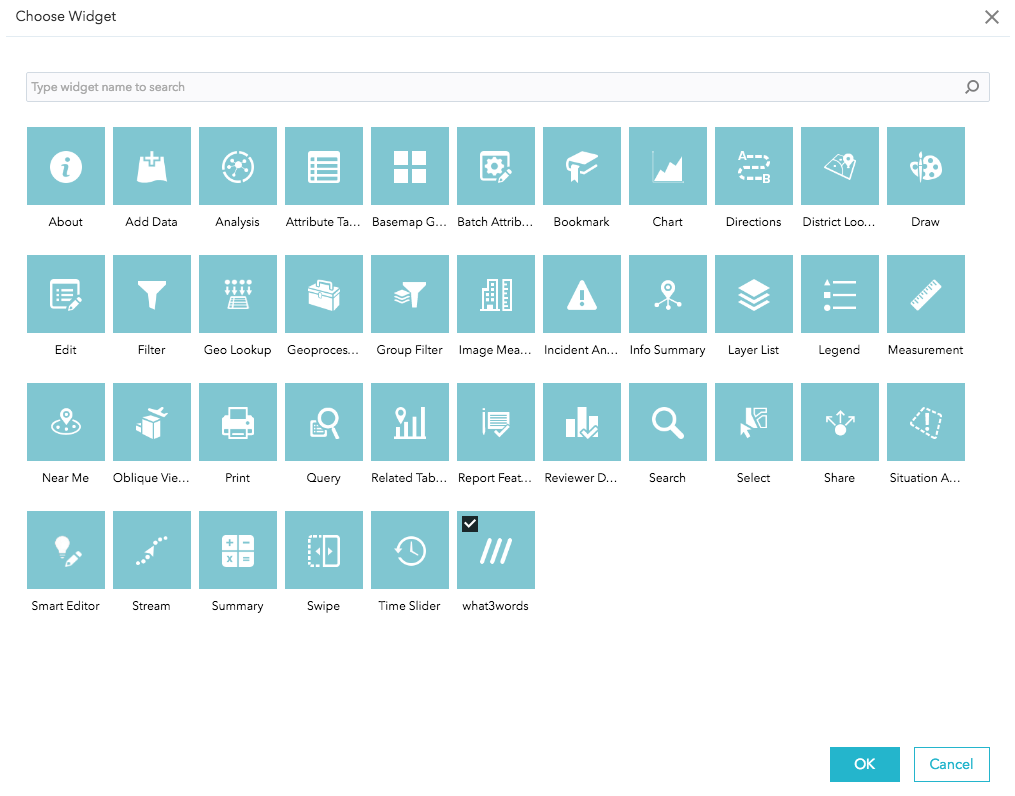 Choose Widget
Type widget name to search
A
B
About Add Data Analysis Attribute Ta... Basemap G... Batch Attrib... Bookmark Chart Directions District Loo... Draw
Edit Filter Geo Lookup Geoproces... Group Filter Image Mea... Incident An... Info Summary Layer List Legend Measurement
Near Me Oblique Vie... Print Query Related Tab... Report Feat... Reviewer D... Search Select Share Situation A...
Smart Editor Stream Summary Swipe Time Slider what3words
OK Cancel